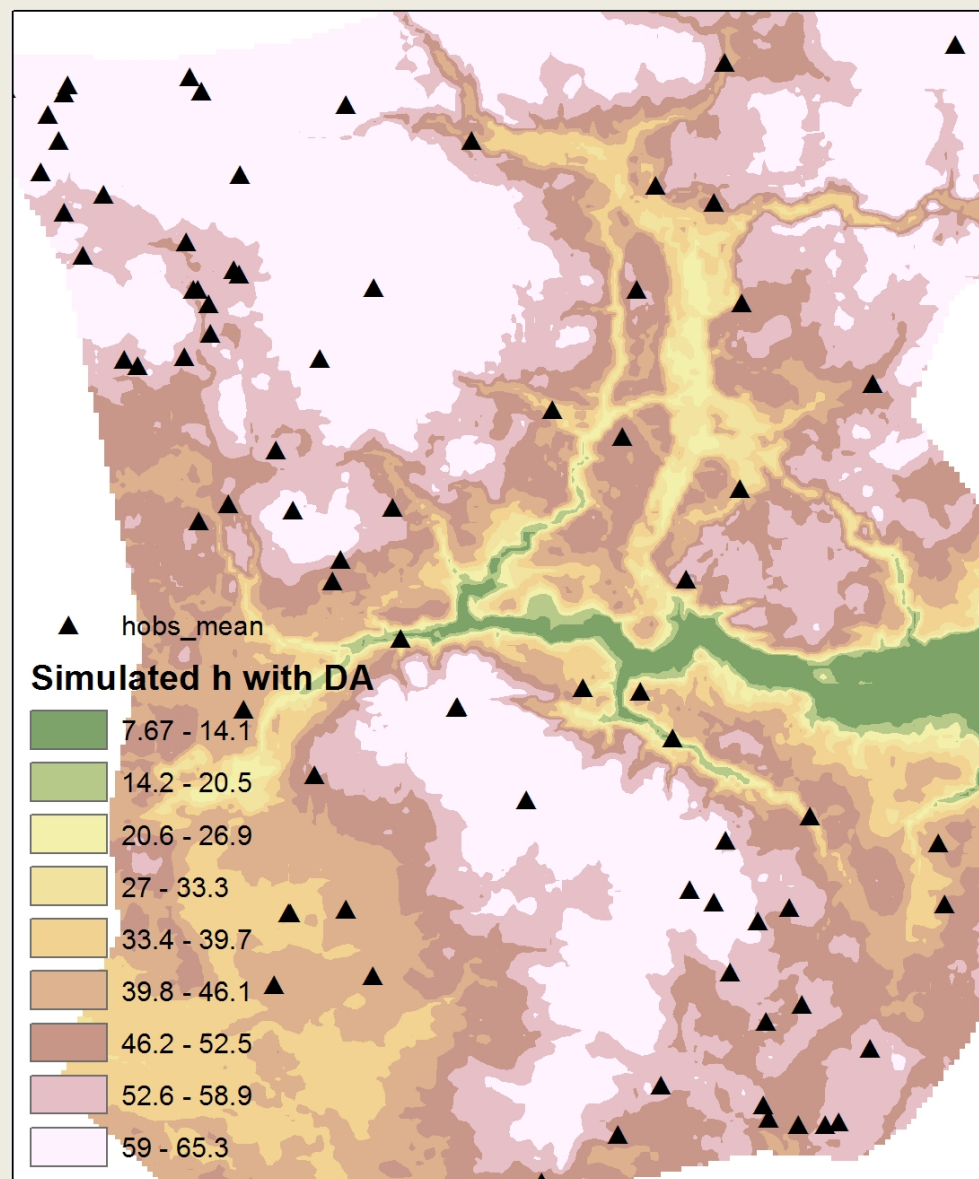 hobs_mean
Simulated h with DA
7.67 - 14.1
14.2 - 20.5
20.6 - 26.9
27 - 33.3
33.4 - 39.7
39.8 - 46.1
46.2 - 52.5
52.6 - 58.9
59 - 65.3